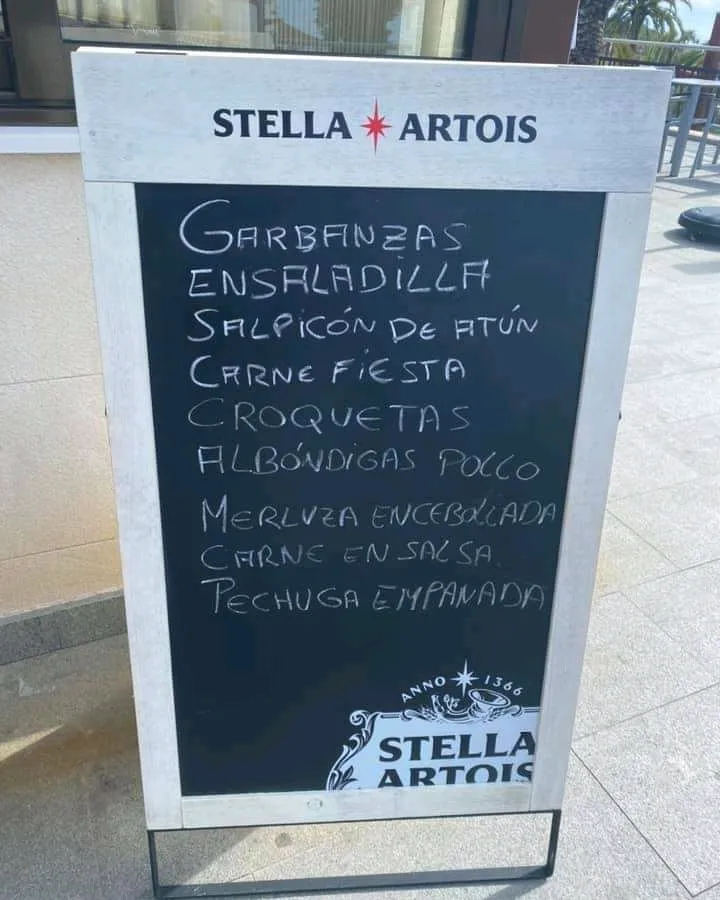 STELLA ARTOIS
GARBANZAS
ENSALADILLA
SALPICÓN DE ATÚN
CARNE FIESTA
CROQUETAS
ALBÓNDIGAS POLLO
MERLUZA ENCEBOLLADA
CARNE EN SALSA
PECHUGA EMPANADA
ANNO 1366
STELLA
ARTOIS